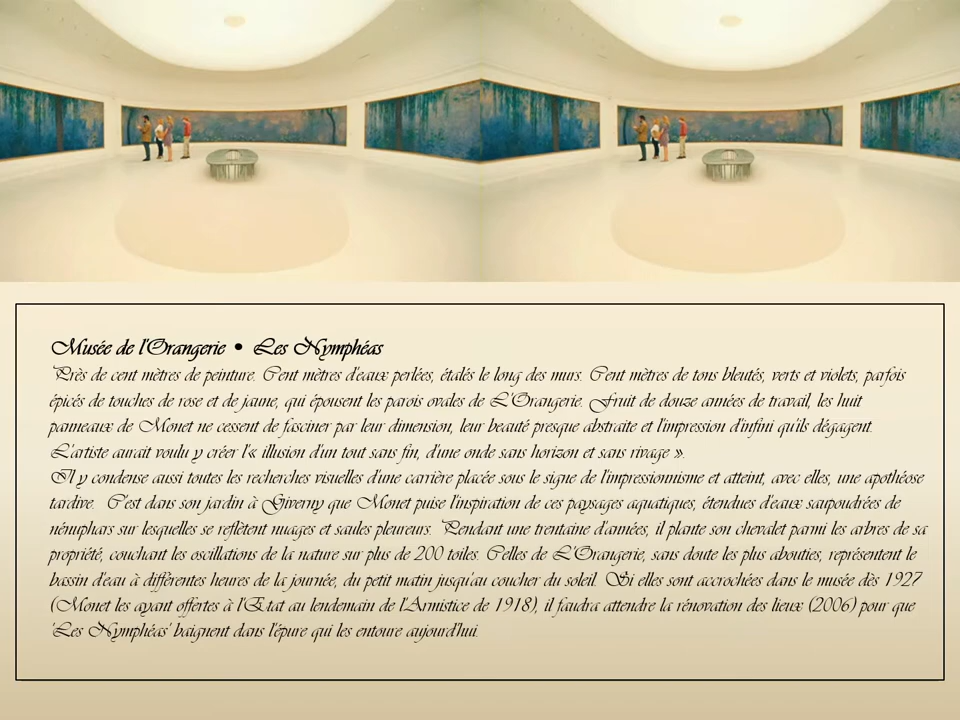 Musée de l'Orangerie • Les Nymphéas
Près de cent mètres de peinture. Cent mètres d'eaux perlées, étalés le long des murs. Cent mètres de tons bleutés, verts et violets, parfois
épicés de touches de rose et de jaune, qui épousent les parois ovales de L'Orangerie. Fruit de douze années de travail, les huit
panneaux de Monet ne cessent de fasciner par leur dimension, leur beauté presque abstraite et l'impression d'infini qu'ils dégagent.
L'artiste aurait voulu y créer l'« illusion d'un tout sans fin, d'une onde sans horizon et sans rivage ».
Il y condense aussi toutes les recherches visuelles d'une carrière placée sous le signe de l'impressionnisme et atteint, avec elles, une apothéose
tardive. C'est dans son jardin à Giverny que Monet puise l'inspiration de ces paysages aquatiques, étendues d'eaux saupoudrées de
nénuphars sur lesquelles se reflètent nuages et saules pleureurs. Pendant une trentaine d'années, il plante son chevalet parmi les arbres de sa
propriété, couchant les oscillations de la nature sur plus de 200 toiles. Celles de L'Orangerie, sans doute les plus abouties, représentent le
bassin d'eau à différentes heures de la journée, du petit matin jusqu'au coucher du soleil. Si elles sont accrochées dans le musée dès 1927
(Monet les ayant offertes à l'Etat au lendemain de l'Armistice de 1918), il faudra attendre la rénovation des lieux (2006) pour que
'Les Nymphéas' baignent dans l'épure qui les entoure aujourd'hui.